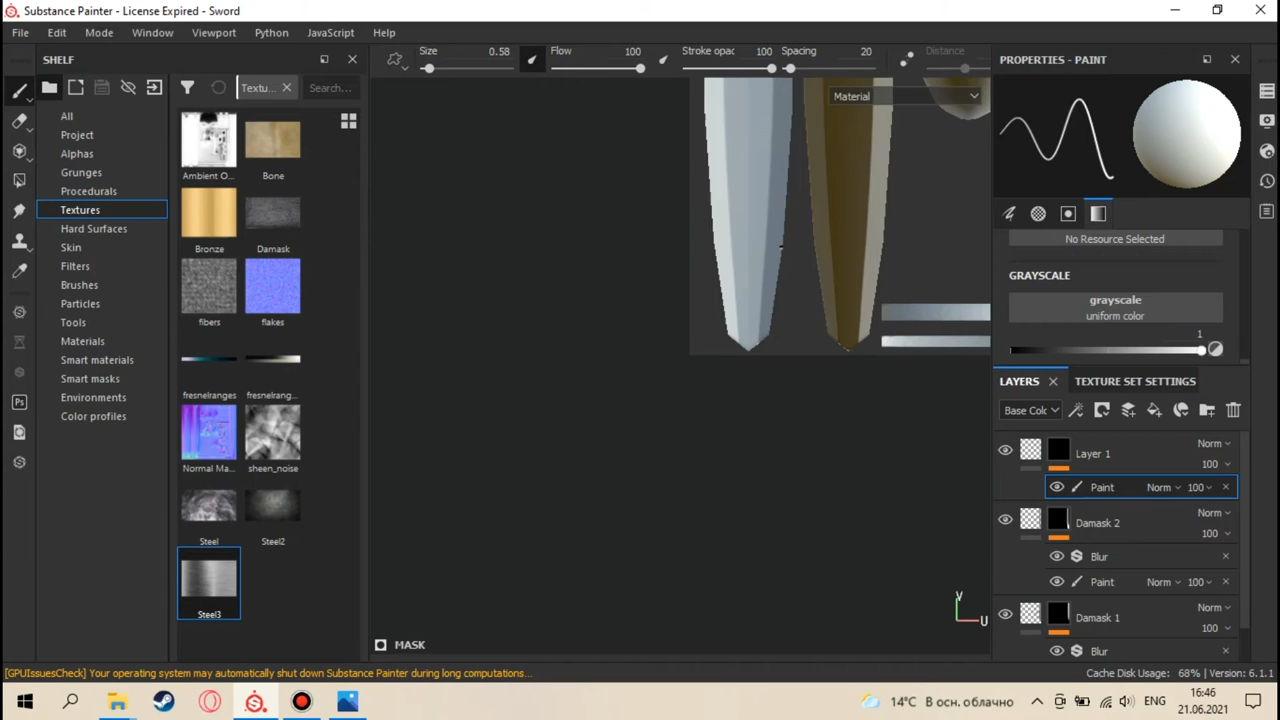 Substance Painter - License Expired - Sword
File Edit Mode Window Viewport Python JavaScript Help
SHELF
Textu... Search...
All
Project
Alphas
Grunges
Procedurals
Textures
Hard Surfaces
Skin
Filters
Brushes
Particles
Tools
Materials
Smart materials
Smart masks
Environments
Color profiles
Ambient O... Bone
Bronze Damask
fibers flakes
fresnelranges fresnelrang...
Normal Ma... sheen_noise
Steel Steel2
Steel3
Size 0.58 Flow 100 Stroke opac 100 Spacing 20 Distance
Material
V
U
MASK
PROPERTIES - PAINT
No Resource Selected
GRAYSCALE
grayscale
uniform color
1
LAYERS TEXTURE SET SETTINGS
Base Colo
Layer 1 Norm
100
Paint Norm 100
Damask 2 Norm
100
Blur
Paint Norm 100
Damask 1 Norm
100
Blur
[GPUIssuesCheck] Your operating system may automatically shut down Substance Painter during long computations...
Cache Disk Usage: 68% | Version: 6.1.1
Ps
14°C В осн. облачно
ENG
16:46
21.06.2021